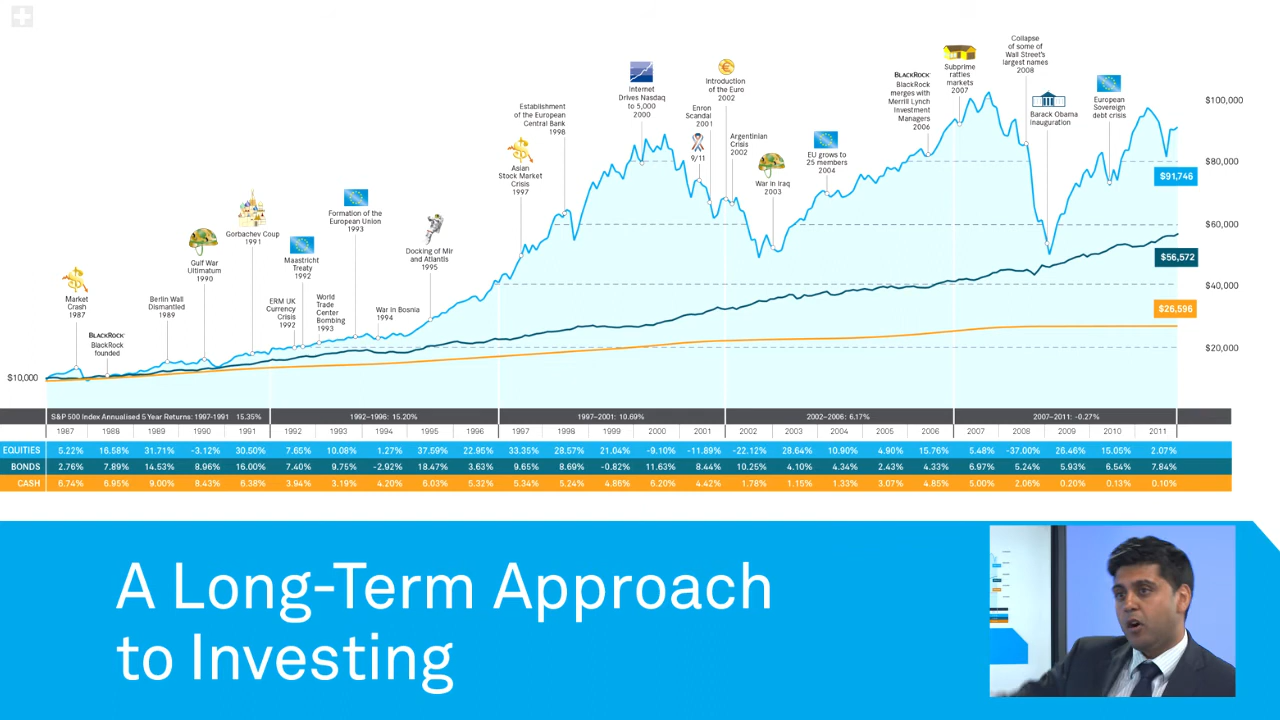 Collapse
of some of
Wall Street's
largest names
2008
Subprime
rattles
markets
2007
BLACKROCK
BlackRock
merges with
Merrill Lynch
Investment
Managers
2006
Introduction
of the Euro
2002
Internet
Drives Nasdaq
to 5,000
2000
Establishment
of the European
Central Bank
1998
Enron
Scandal
2001
9/11
Argentinian
Crisis
2002
European
Sovereign
debt crisis
Barack Obama
inauguration
$100,000
EU grows to
25 members
2004
War in Iraq
2003
Asian
Stock Market
Crisis
1997
$80,000
$91,746
Formation of the
European Union
1993
Gorbachev Coup
1991
$60,000
Docking of Mir
and Atlantis
1995
Maastricht
Treaty
1992
Gulf War
Ultimatum
1990
$56,572
$40,000
Market
Crash
1987
Berlin Wall
Dismantled
1989
ERM UK
Currency
Crisis
1992
World
Trade
Center
Bombing
1993
War in Bosnia
1994
$26,596
BLACKROCK
BlackRock
founded
$20,000
$10,000
S&P 500 Index Annualised 5 Year Returns: 1997-1991 15.35% 1992-1996: 15.20% 1997-2001: 10.69% 2002-2006: 6.17% 2007-2011: -0.27%
1987 1988 1989 1990 1991 1992 1993 1994 1995 1996 1997 1998 1999 2000 2001 2002 2003 2004 2005 2006 2007 2008 2009 2010 2011
EQUITIES 5.22% 16.58% 31.71% -3.12% 30.50% 7.65% 10.08% 1.27% 37.59% 22.95% 33.35% 28.57% 21.04% -9.10% -11.89% -22.12% 28.64% 10.90% 4.90% 15.76% 5.48% -37.00% 26.46% 15.05% 2.07%
BONDS 2.76% 7.89% 14.53% 8.96% 16.00% 7.40% 9.75% -2.92% 18.47% 3.63% 9.65% 8.69% -0.82% 11.63% 8.44% 10.25% 4.10% 4.34% 2.43% 4.33% 6.97% 5.24% 5.93% 6.54% 7.84%
CASH 6.74% 6.95% 9.00% 8.43% 6.38% 3.94% 3.19% 4.20% 6.03% 5.32% 5.34% 5.24% 4.86% 6.20% 4.42% 1.78% 1.15% 1.33% 3.07% 4.85% 5.00% 2.06% 0.20% 0.13% 0.10%
A Long-Term Approach
to Investing